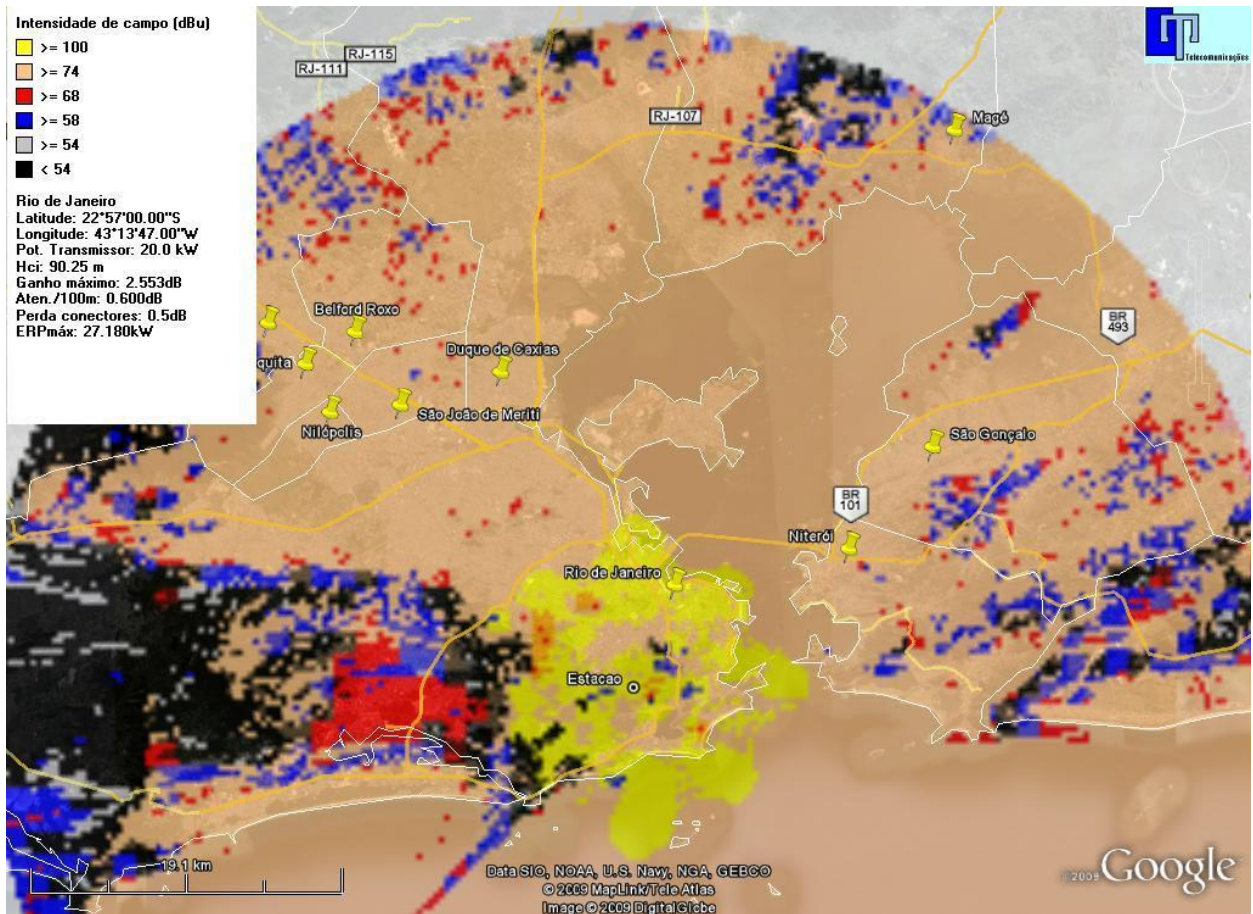 Intensidade de campo (dBu)
>= 100
>= 74
>= 68
>= 58
>= 54
< 54
Rio de Janeiro
Latitude: 22°57'00.00"S
Longitude: 43°13'47.00"W
Pot. Transmissor: 20.0 kW
Hci: 90.25 m
Ganho máximo: 2.553dB
Aten./100m: 0.600dB
Perda conectores: 0.5dB
ERPmáx: 27.180kW
Telecomunicações
RJ-115
RJ-111
RJ-107
Magé
Belford Roxo
BR
493
quita
Duque de Caxias
São João de Meriti
Nilópolis
São Gonçalo
BR
101
Niterói
Rio de Janeiro
Estacao
19.1 km
Data SIO, NOAA, U.S. Navy, NGA, GEBCO
© 2009 MapLink/Tele Atlas
Image © 2009 DigitalGlobe
© 2009 Google